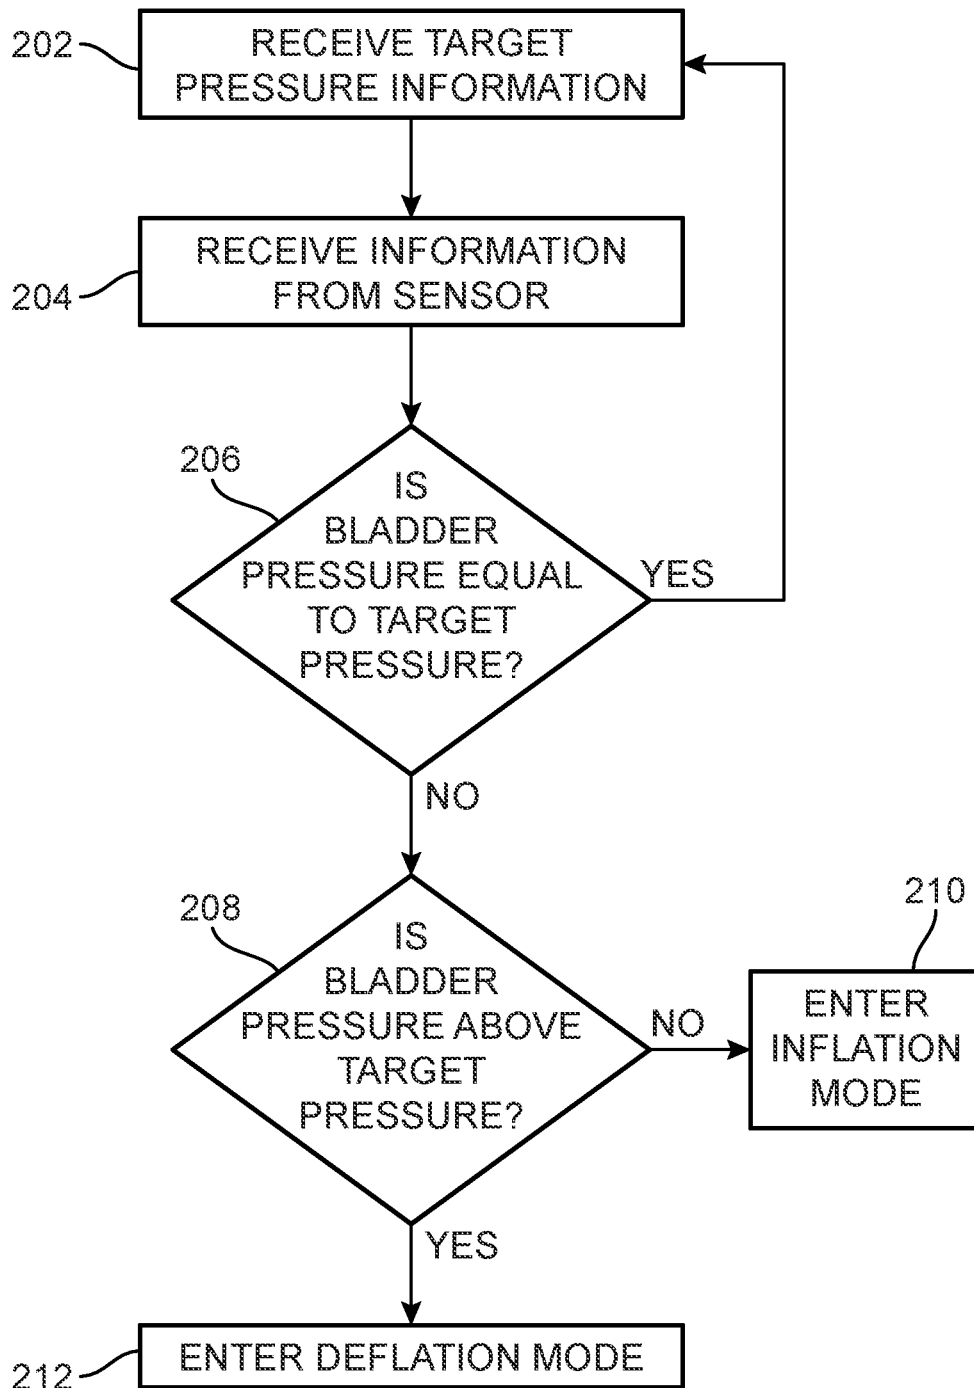 202
RECEIVE TARGET
PRESSURE INFORMATION
204
RECEIVE INFORMATION
FROM SENSOR
206
IS
BLADDER
PRESSURE EQUAL
TO TARGET
PRESSURE?
YES
NO
208
IS
BLADDER
PRESSURE ABOVE
TARGET
PRESSURE?
NO
210
ENTER
INFLATION
MODE
YES
212
ENTER DEFLATION MODE